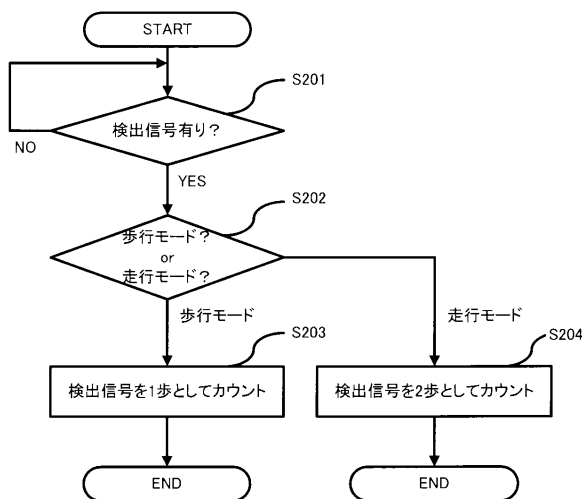 START
S201
検出信号有り?
NO
YES
S202
歩行モード?
or
走行モード?
歩行モード
走行モード
S203
S204
検出信号を1歩としてカウント
検出信号を2歩としてカウント
END
END